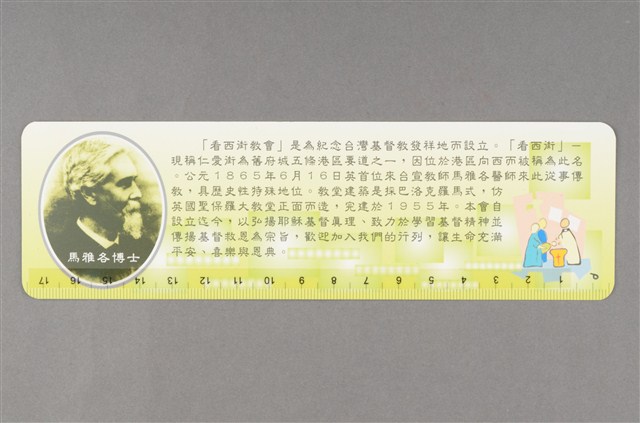 「看西街教會」是為紀念台灣基督教發祥地而設立。「看西街」－
現稱仁愛街為舊府城五條港區要道之一，因位於港區向西而被稱為此名
。公元1865年6月16日英首位來台宣教師馬雅各醫師來此從事傳
教，具歷史性特殊地位。教堂建築是採巴洛克羅馬式，仿
英國聖保羅大教堂正面而造，完建於1955年。本會自
設立迄今，以弘揚耶穌基督真理、致力於學習基督精神並
傳揚基督救恩為宗旨，歡迎加入我們的行列，讓生命充滿
平安、喜樂與恩典。
馬雅各博士
17 16 15 14 13 12 11 10 9 8 7 6 5 4 3 2 1 0